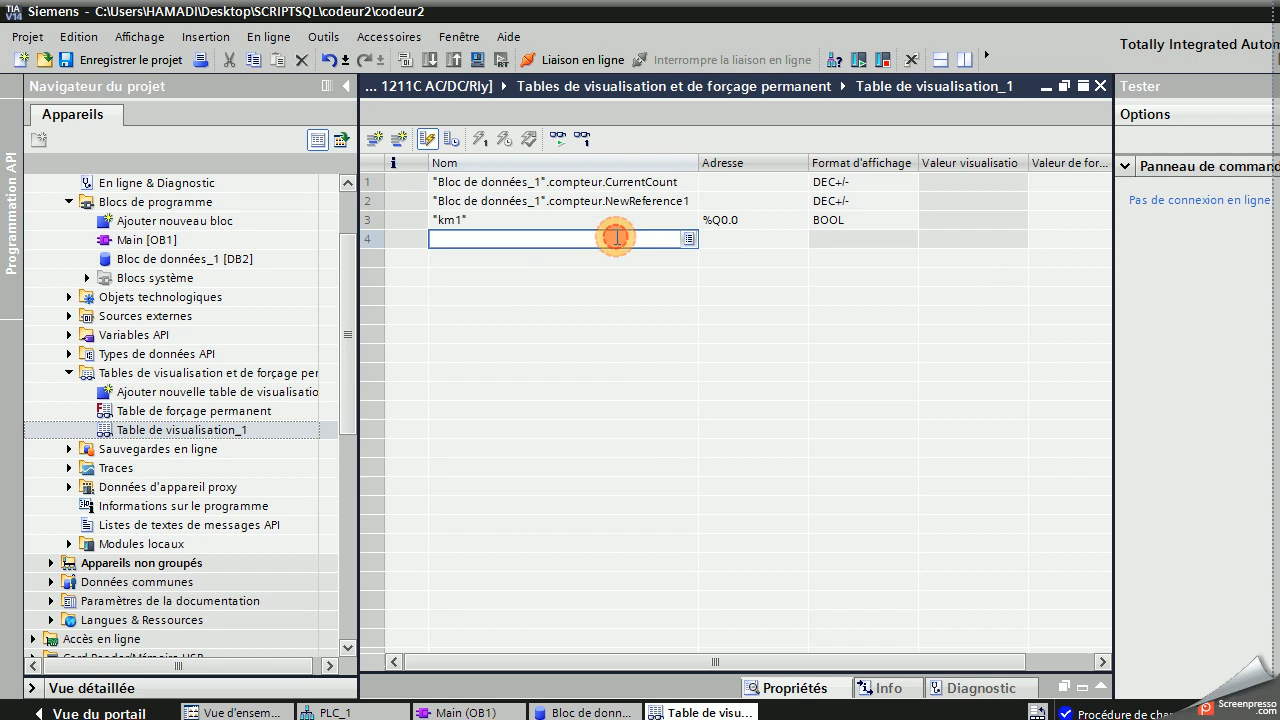 TIA V14 Siemens - C:\Users\HAMADI\Desktop\SCRIPTSQL\codeur2\codeur2
Projet Edition Affichage Insertion En ligne Outils Accessoires Fenêtre Aide
Enregistrer le projet Liaison en ligne Interrompre la liaison en ligne
Totally Integrated Autom
Navigateur du projet
... 1211C AC/DC/Rly] Tables de visualisation et de forçage permanent Table de visualisation_1
Tester
Appareils
Options
Programmation API
i Nom Adresse Format d'affichage Valeur visualisatio Valeur de for...
Panneau de command
Pas de connexion en ligne
1 "Bloc de données_1".compteur.CurrentCount DEC+/-
2 "Bloc de données_1".compteur.NewReference1 DEC+/-
3 "km1" %Q0.0 BOOL
4
En ligne & Diagnostic
Blocs de programme
Ajouter nouveau bloc
Main [OB1]
Bloc de données_1 [DB2]
Blocs système
Objets technologiques
Sources externes
Variables API
Types de données API
Tables de visualisation et de forçage per
Ajouter nouvelle table de visualisatio
Table de forçage permanent
Table de visualisation_1
Sauvegardes en ligne
Traces
Données d'appareil proxy
Informations sur le programme
Listes de textes de messages API
Modules locaux
Appareils non groupés
Données communes
Paramètres de la documentation
Langues & Ressources
Accès en ligne
Vue détaillée
Propriétés Info Diagnostic
Vue du portail Vue d'ensem... PLC_1 Main (OB1) Bloc de donn... Table de visu...
Procédure de char
Screenpresso
.com